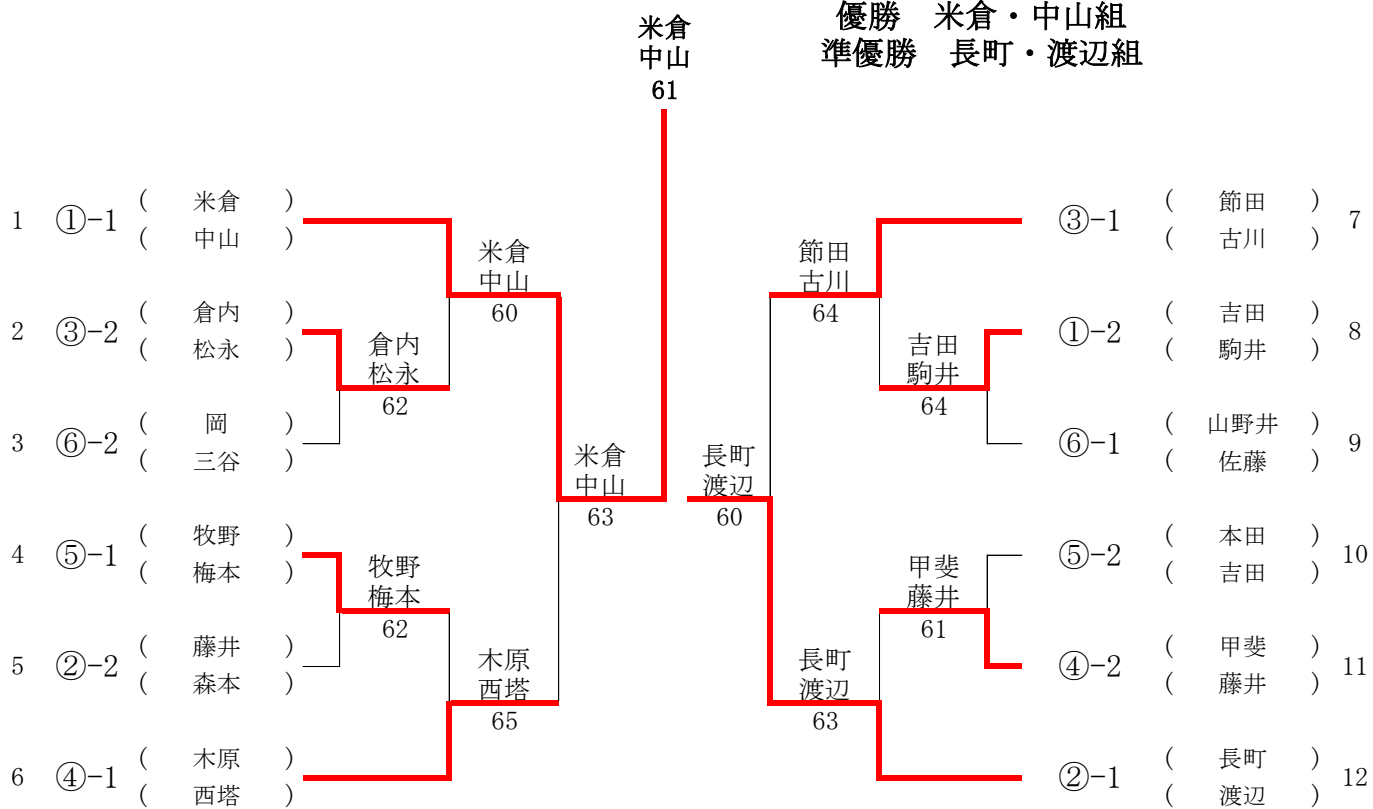 優勝　米倉・中山組
準優勝　長町・渡辺組
米倉
中山
61
1 ①-1 ( 米倉 )
( 中山 )
2 ③-2 ( 倉内 )
( 松永 )
3 ⑥-2 ( 岡 )
( 三谷 )
4 ⑤-1 ( 牧野 )
( 梅本 )
5 ②-2 ( 藤井 )
( 森本 )
6 ④-1 ( 木原 )
( 西塔 )
倉内
松永
62
牧野
梅本
62
米倉
中山
60
木原
西塔
65
米倉
中山
63
長町
渡辺
60
節田
古川
64
長町
渡辺
63
吉田
駒井
64
甲斐
藤井
61
③-1 ( 節田 ) 7
( 古川 )
①-2 ( 吉田 ) 8
( 駒井 )
⑥-1 ( 山野井 ) 9
( 佐藤 )
⑤-2 ( 本田 ) 10
( 吉田 )
④-2 ( 甲斐 ) 11
( 藤井 )
②-1 ( 長町 ) 12
( 渡辺 )